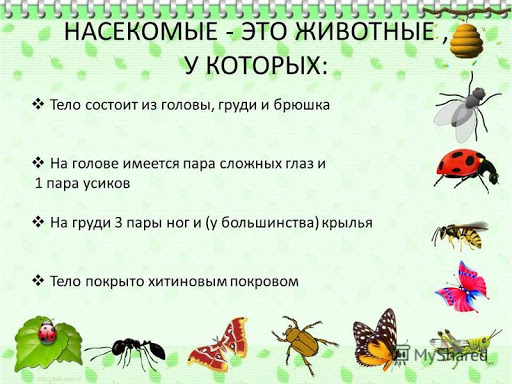 НАСЕКОМЫЕ - ЭТО ЖИВОТНЫЕ ,
У КОТОРЫХ:
❖ Тело состоит из головы, груди и брюшка
❖ На голове имеется пара сложных глаз и
1 пара усиков
❖ На груди 3 пары ног и (у большинства) крылья
❖ Тело покрыто хитиновым покровом
MyShared